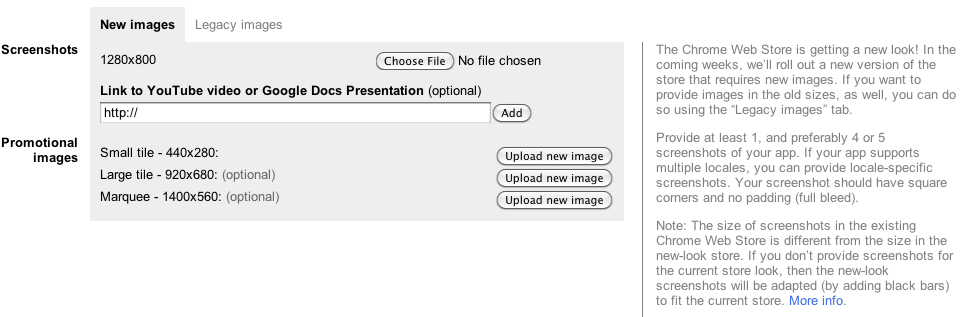 New images
Legacy images
Screenshots
1280x800
Choose File
No file chosen
Link to YouTube video or Google Docs Presentation (optional)
http://
Add
Promotional
images
Small tile - 440x280:
Upload new image
Large tile - 920x680: (optional)
Upload new image
Marquee - 1400x560: (optional)
Upload new image
The Chrome Web Store is getting a new look! In the
coming weeks, we'll roll out a new version of the
store that requires new images. If you want to
provide images in the old sizes, as well, you can do
so using the “Legacy images” tab.
Provide at least 1, and preferably 4 or 5
screenshots of your app. If your app supports
multiple locales, you can provide locale-specific
screenshots. Your screenshot should have square
corners and no padding (full bleed).
Note: The size of screenshots in the existing
Chrome Web Store is different from the size in the
new-look store. If you don't provide screenshots for
the current store look, then the new-look
screenshots will be adapted (by adding black bars)
to fit the current store. More info.